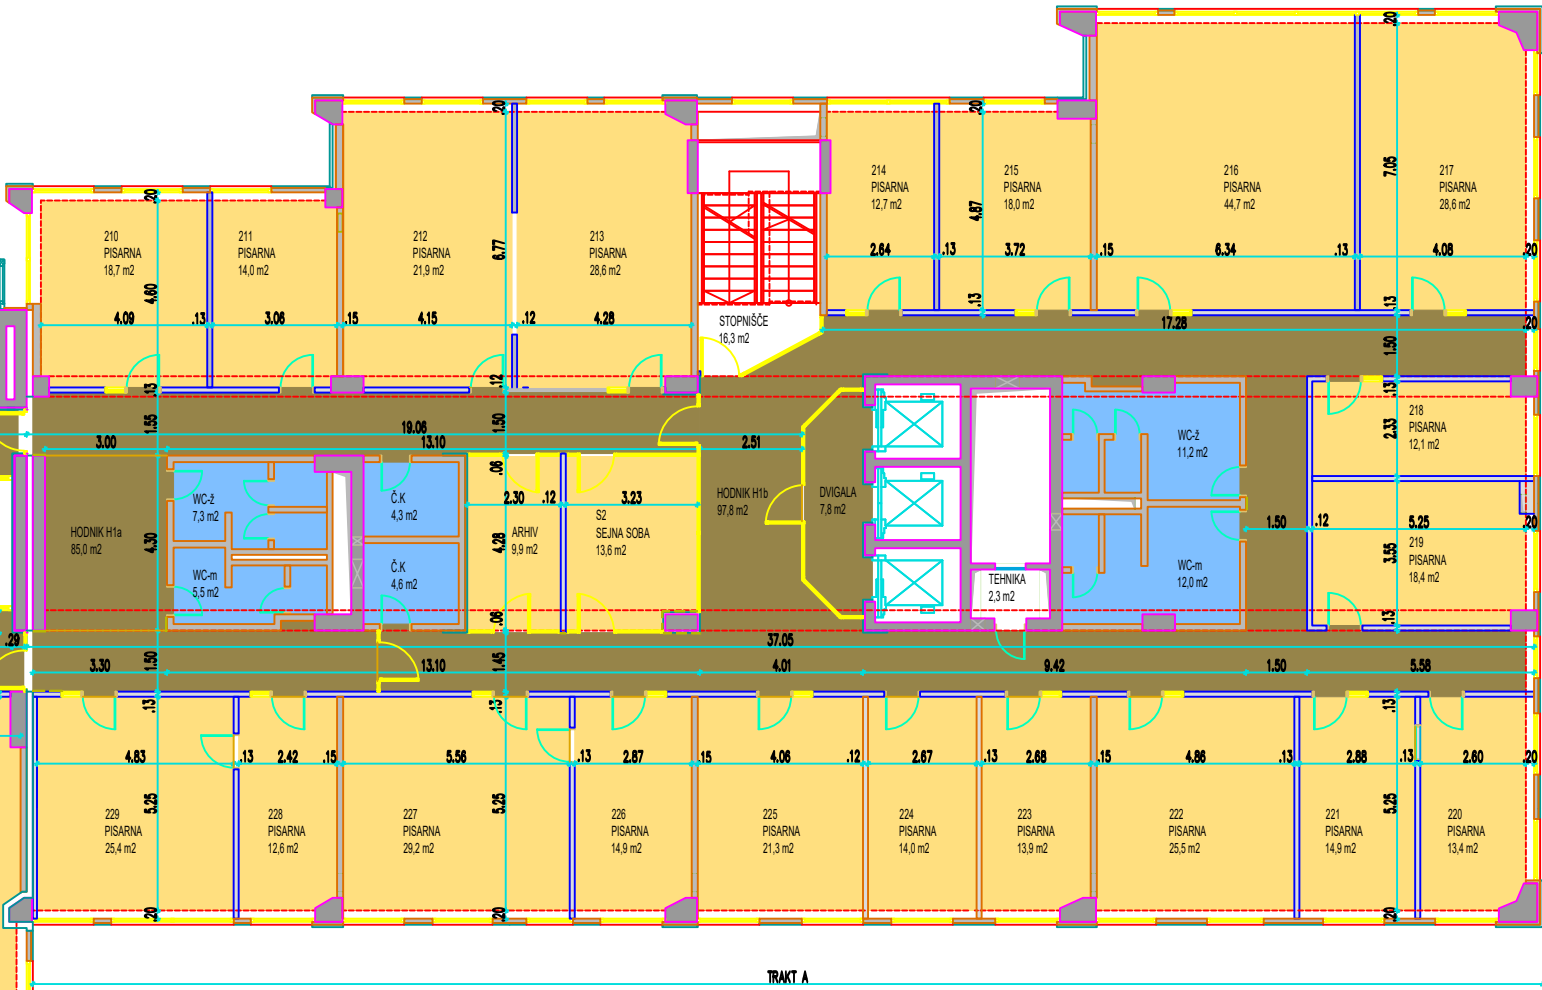 .20
.20
7.05
216
PISARNA
44,7 m2
217
PISARNA
28,6 m2
6.34
.13
4.08
.20
.13
214
PISARNA
12,7 m2
215
PISARNA
18,0 m2
4.87
2.64
.13
3.72
.15
.13
.20
6.77
212
PISARNA
21,9 m2
213
PISARNA
28,6 m2
.20
4.60
210
PISARNA
18,7 m2
211
PISARNA
14,0 m2
4.09
.13
3.06
.15
4.15
.12
4.28
STOPNIŠČE
16,3 m2
17.28
.20
1.50
.13
.12
.13
1.55
1.50
19.06
3.00
13.10
2.51
218
PISARNA
12,1 m2
2.33
WC-ž
11,2 m2
.06
2.30
.12
3.23
WC-ž
7,3 m2
Č.K
4,3 m2
S2
SEJNA SOBA
13,6 m2
ARHIV
9,9 m2
4.28
HODNIK H1b
97,8 m2
DVIGALA
7,8 m2
HODNIK H1a
85,0 m2
4.30
1.50
.12
5.25
.20
219
PISARNA
18,4 m2
3.55
WC-m
5,5 m2
Č.K
4,6 m2
TEHNIKA
2,3 m2
WC-m
12,0 m2
.06
.13
.29
37.05
3.30
1.50
13.10
1.45
4.01
9.42
1.50
5.58
.13
.13
.13
4.83
.13
2.42
.15
5.56
.13
2.87
.15
4.06
.12
2.67
.13
2.68
.15
4.86
.13
2.88
.13
2.60
.20
5.25
5.25
5.25
229
PISARNA
25,4 m2
228
PISARNA
12,6 m2
227
PISARNA
29,2 m2
226
PISARNA
14,9 m2
225
PISARNA
21,3 m2
224
PISARNA
14,0 m2
223
PISARNA
13,9 m2
222
PISARNA
25,5 m2
221
PISARNA
14,9 m2
220
PISARNA
13,4 m2
.20
.20
.20
TRAKT A